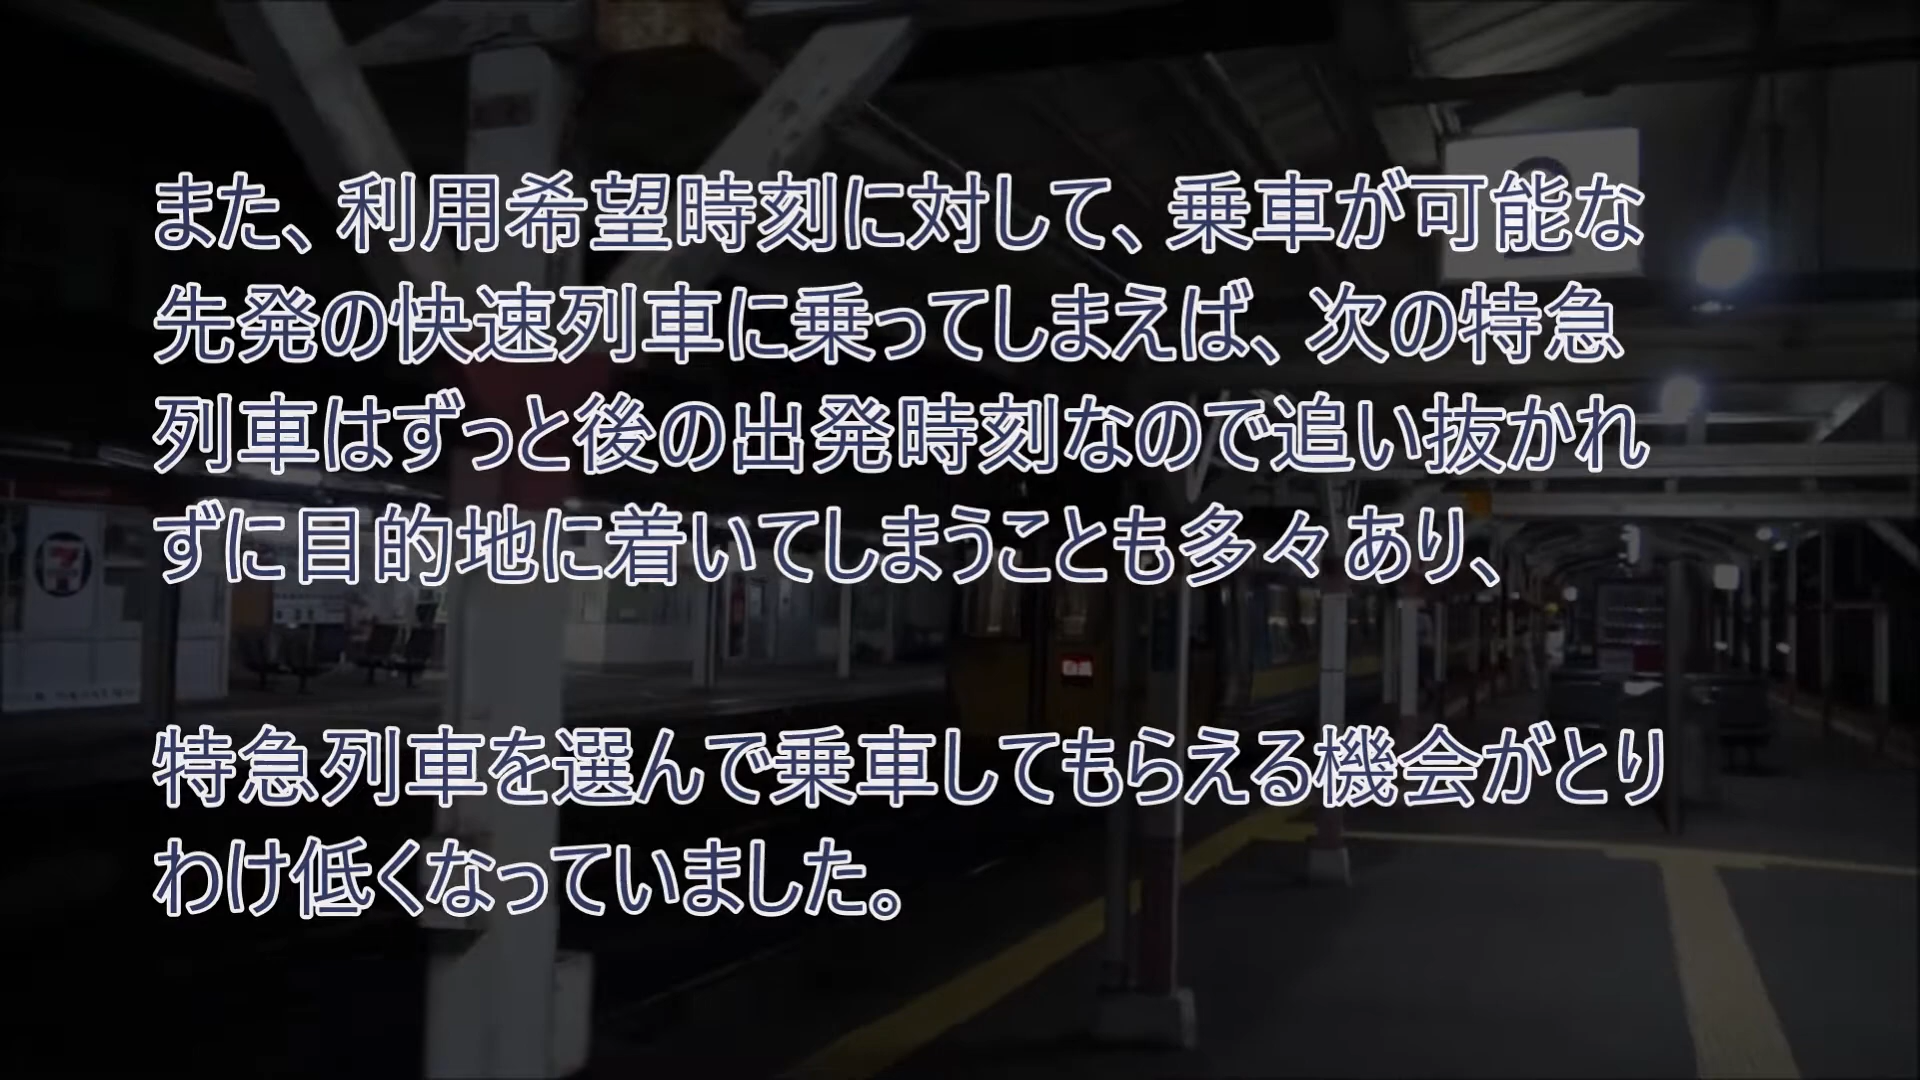 また、利用希望時刻に対して、乗車が可能な
先発の快速列車に乗ってしまえば、次の特急
列車はずっと後の出発時刻なので追い抜かれ
ずに目的地に着いてしまうことも多々あり、
特急列車を選んで乗車してもらえる機会がとり
わけ低くなっていました。